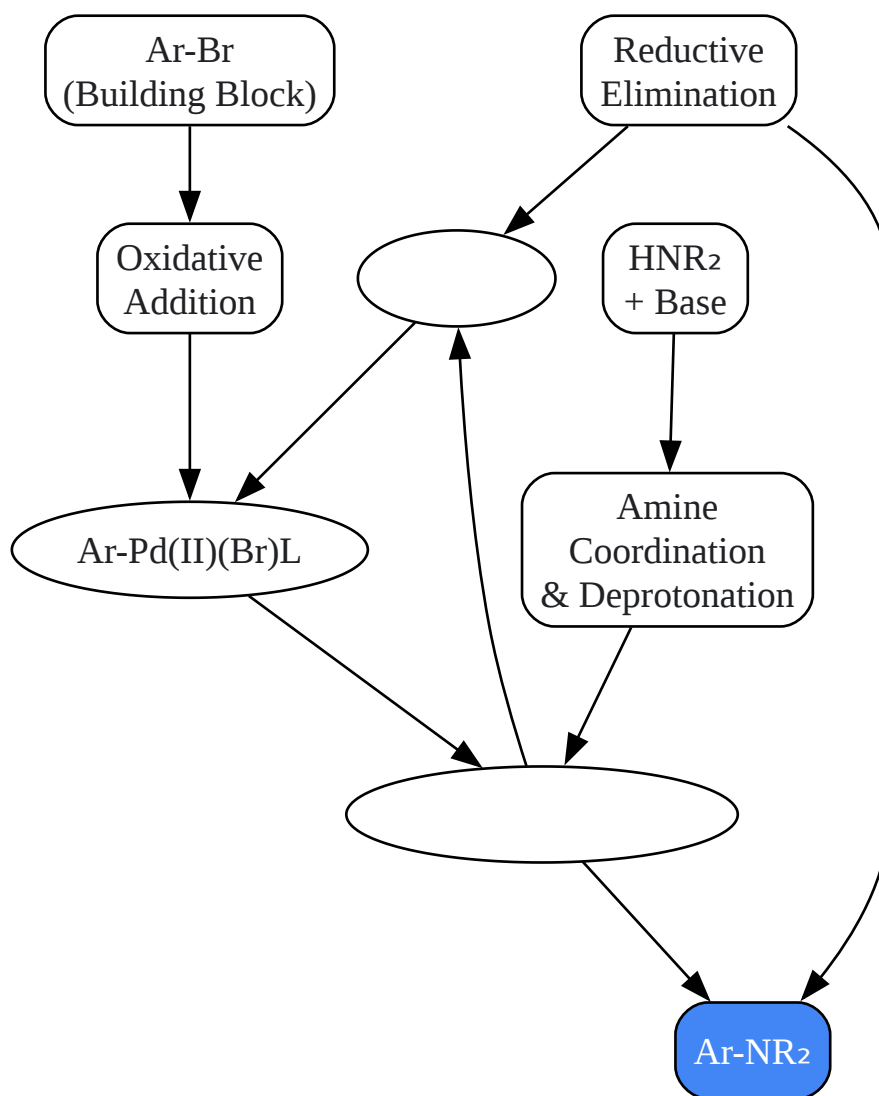 Ar-Br
(Building Block)
Reductive
Elimination
Oxidative
Addition
HNR₂
+ Base
Ar-Pd(II)(Br)L
Amine
Coordination
& Deprotonation
Ar-NR₂